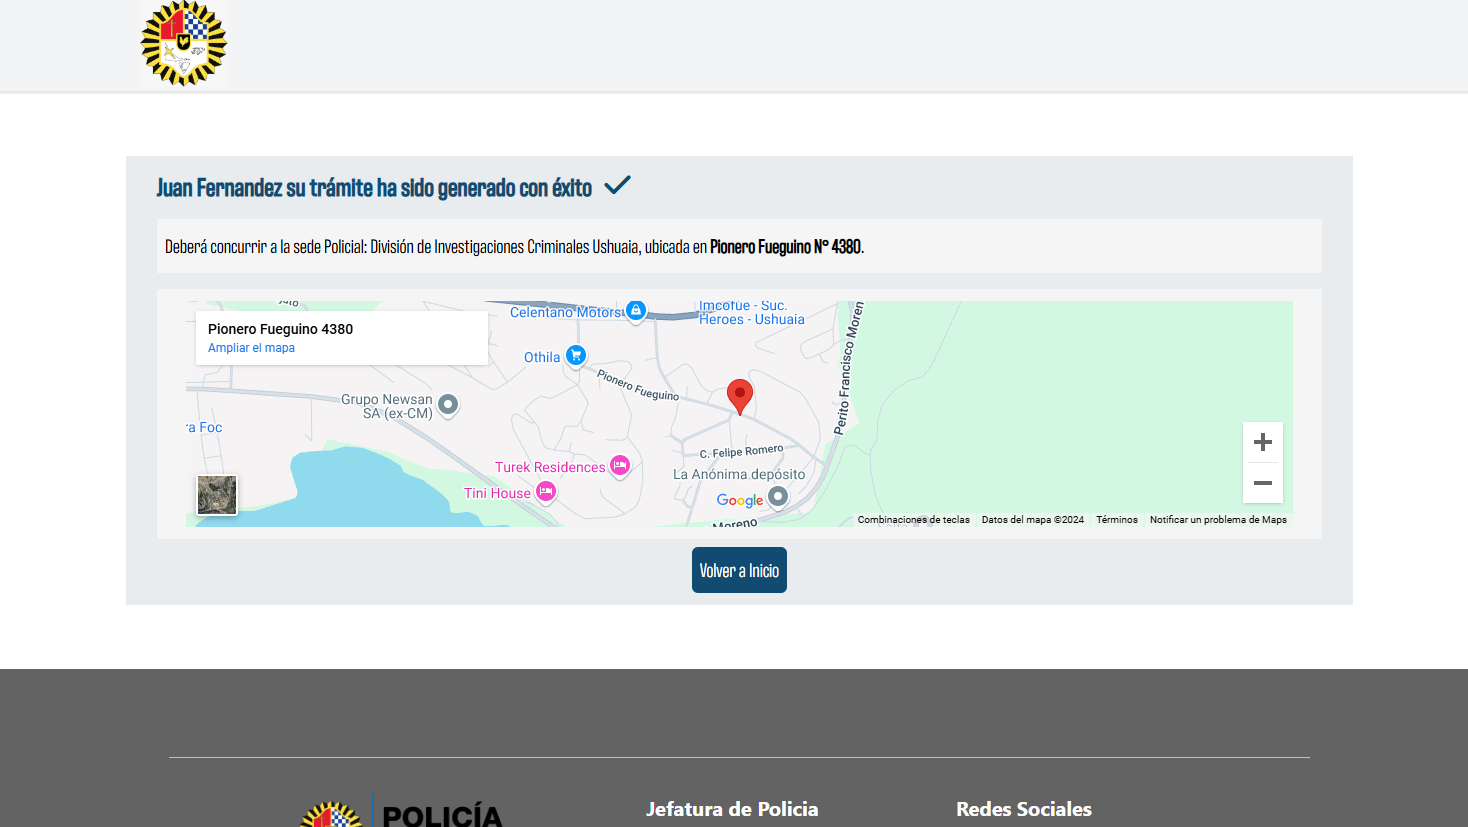 Juan Fernandez su trámite ha sido generado con éxito
Deberá concurrir a la sede Policial: División de Investigaciones Criminales Ushuaia, ubicada en Pionero Fueguino N° 4380.
Pionero Fueguino 4380
Ampliar el mapa
Celentano Motors
Imcofue - Suc.
Heroes - Ushuaia
Othila
Pionero Fueguino
Perito Francisco Moren
Grupo Newsan
SA (ex-CM)
ra Foc
C. Felipe Romero
Turek Residences
La Anónima depósito
Tini House
Google
Moreno
Combinaciones de teclas
Datos del mapa ©2024
Términos
Notificar un problema de Maps
Volver a Inicio
POLICÍA
Jefatura de Policia
Redes Sociales